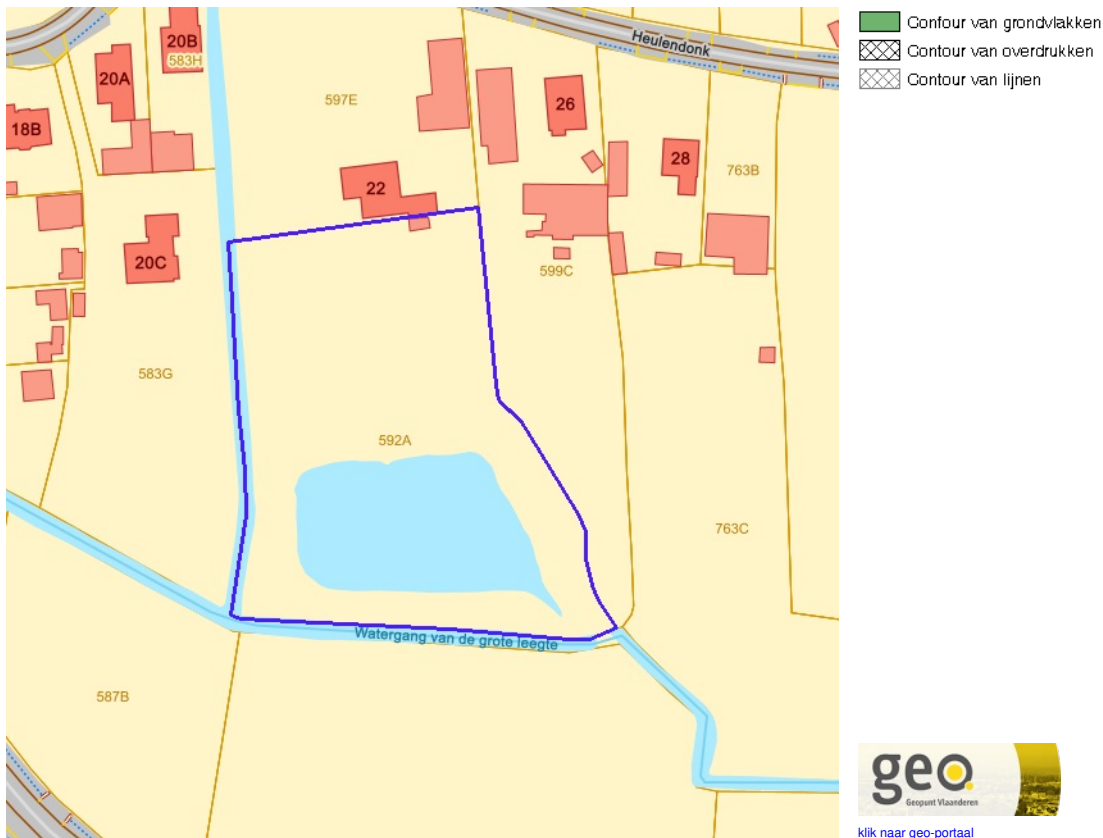 20B
583H
20A
18B
597E
Heulendonk
26
28
763B
22
20C
599C
583G
592A
763C
Watergang van de grote leegte
587B
Contour van grondvlakken
Contour van overdrukken
Contour van lijnen
geo
Geopunt Vlaanderen
klik naar geo-portaal